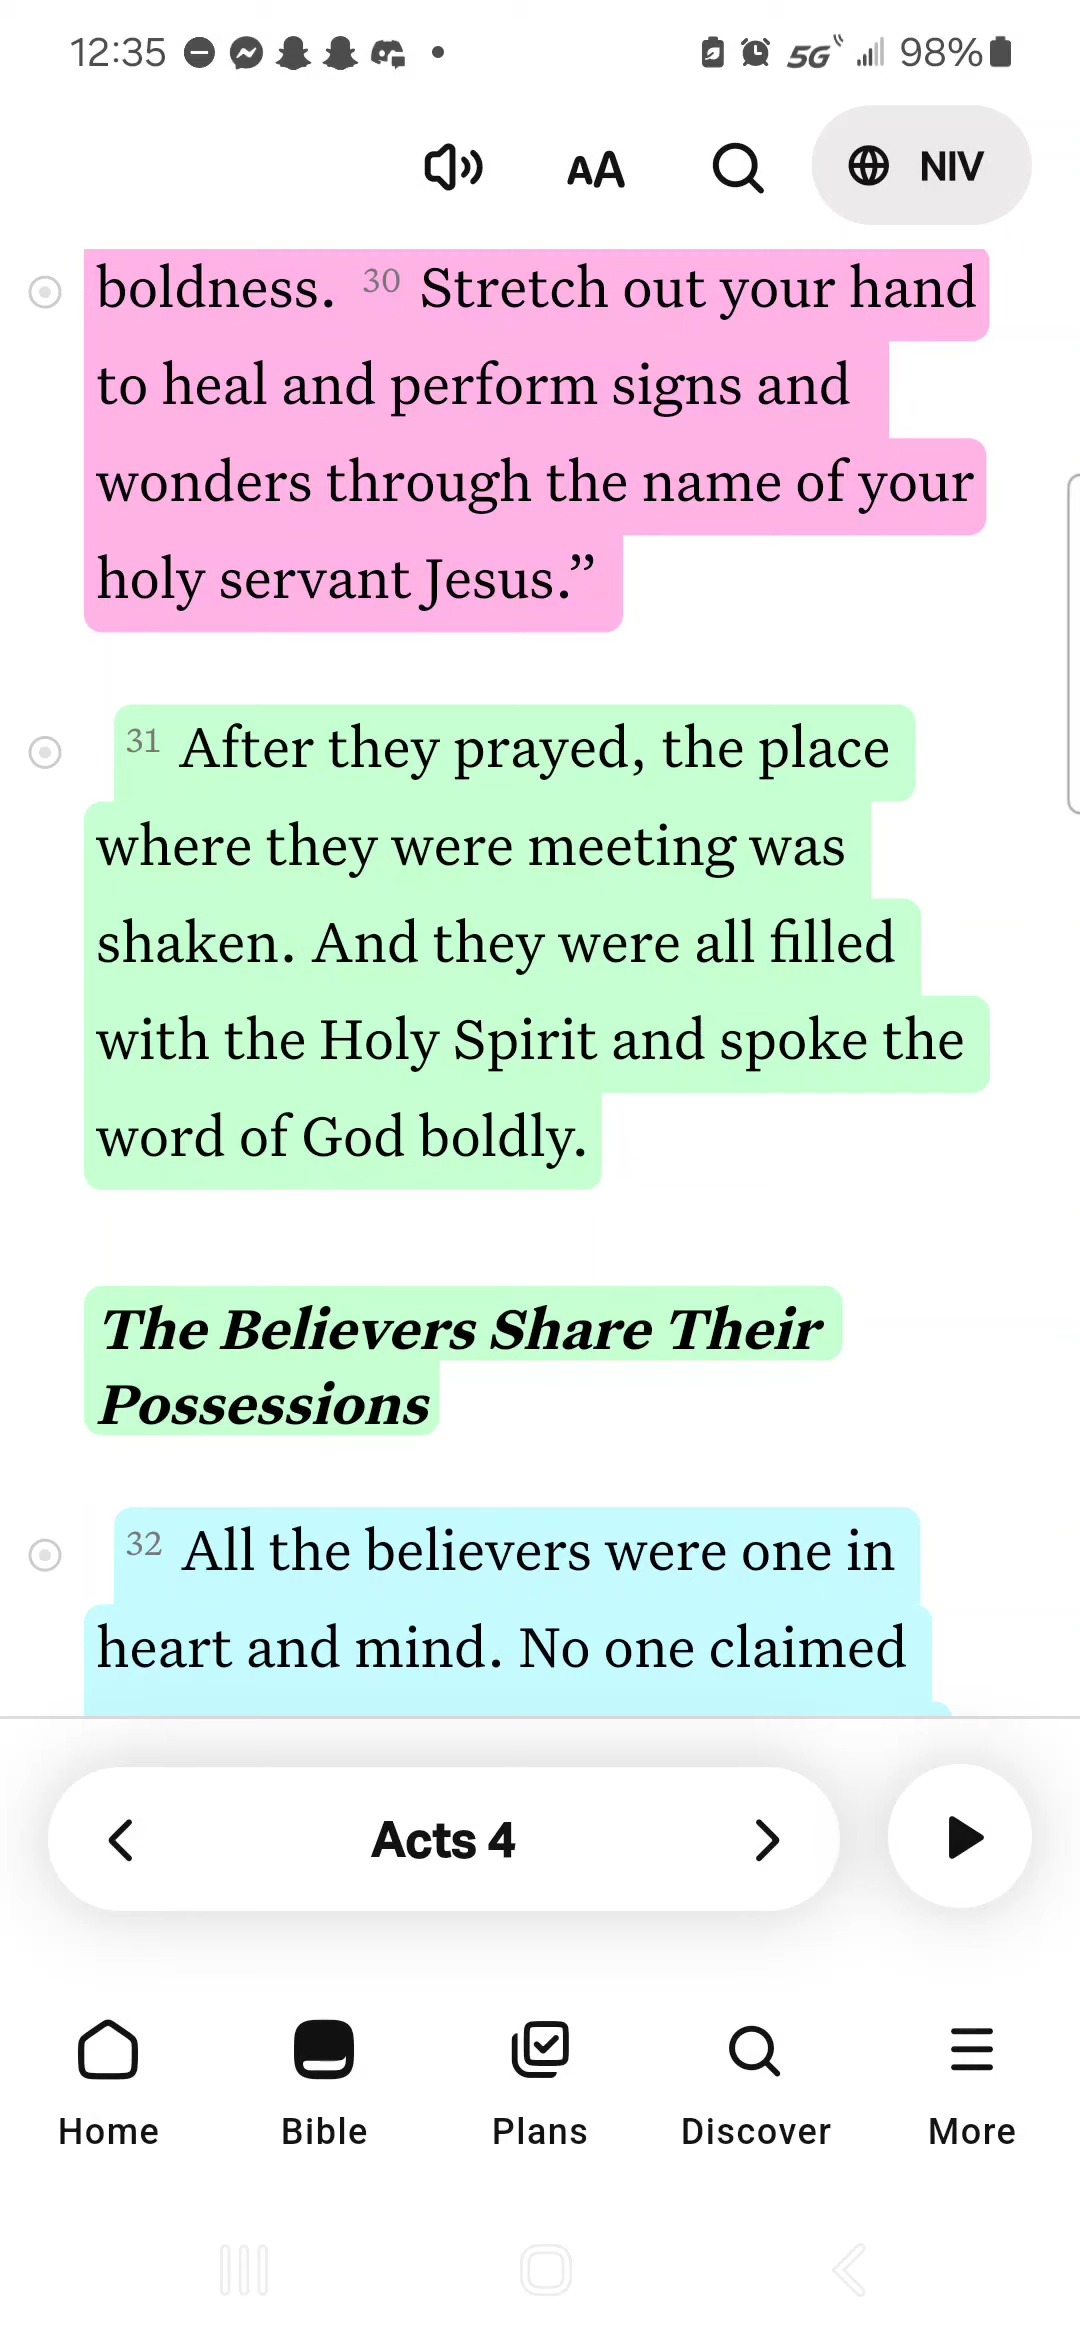 12:35 5G 98%
AA NIV
boldness. 30 Stretch out your hand
to heal and perform signs and
wonders through the name of your
holy servant Jesus.”
31 After they prayed, the place
where they were meeting was
shaken. And they were all filled
with the Holy Spirit and spoke the
word of God boldly.
The Believers Share Their
Possessions
32 All the believers were one in
heart and mind. No one claimed
Acts 4
Home Bible Plans Discover More